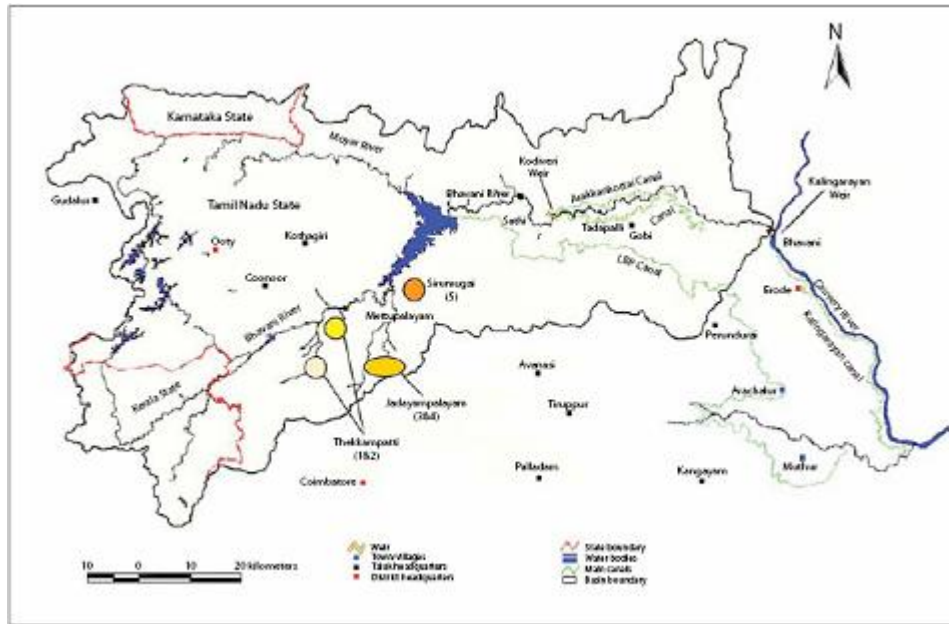 N
Karnataka State
Moyar River
Kodiveri
Weir
Arakkankottai Canal
Kalingarayan
Weir
Gudalur
Tamil Nadu State
Bhavani River
Sathi
Tadapalli
Canal
Gobi
Bhavani
Ooty
Kothagiri
LBP Canal
Coonoor
Sirumugai
(5)
Erode
Cauvery River
Kalingarayan canal
Bhavani River
Mettupalayam
Perundurai
Kerala State
Avanasi
Jadayampalayam
(3&4)
Arachalur
Tiruppur
Thekkampatti
(1&2)
Coimbatore
Palladam
Kangayam
Muthur
10 0 10 20 kilometers
Weir
Town villages
Taluk headquarters
District headquarters
State boundary
Water bodies
Main canals
Basin boundary